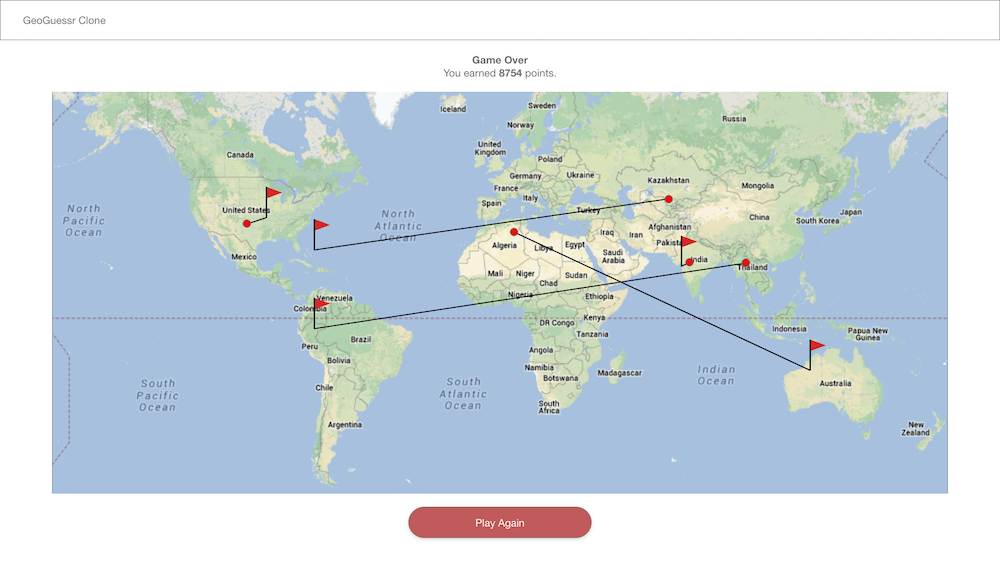 GeoGuessr Clone
Game Over
You earned 8754 points.
Iceland
Sweden
Russia
Norway
Canada
United
Kingdom
Poland
Germany
Ukraine
Kazakhstan
Mongolia
France
Italy
Spain
Turkey
United States
North
Pacific
Ocean
North
Atlantic
Ocean
China
South Korea
Japan
Afghanistan
Iraq
Iran
Algeria
Libya
Egypt
Pakist
Saudi
Arabia
India
Mexico
Thailand
Mali
Niger
Chad
Sudan
Nigeria
Ethiopia
Venezuela
Colombia
Kenya
DR Congo
Tanzania
Indonesia
Papua New
Guinea
Brazil
Peru
Bolivia
Angola
Namibia
Botswana
Madagascar
Indian
Ocean
Australia
South
Pacific
Ocean
South
Atlantic
Ocean
Chile
South
Africa
Argentina
New
Zealand
Play Again